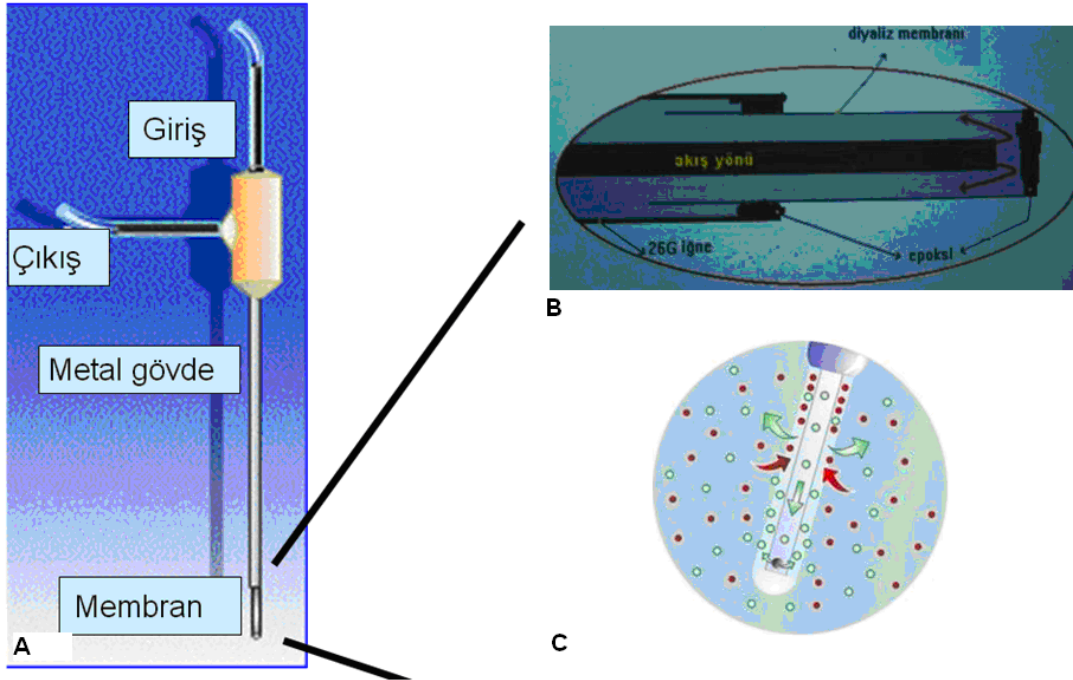 Giriş
Çıkış
Metal gövde
Membran
A
diyaliz membranı
akış yönü
26G iğne
epoksi
B
C